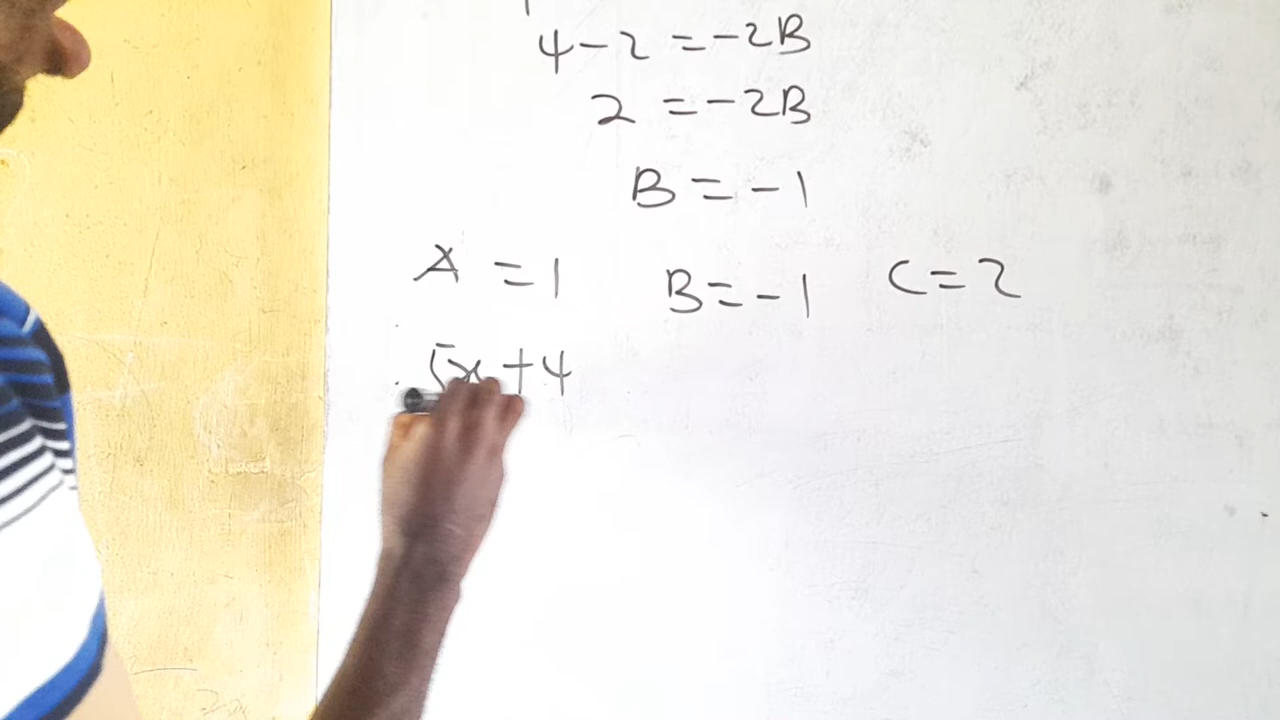 4-2 =-2B
2 =-2B
B = -1
A =1 B=-1 C=2
5x+4